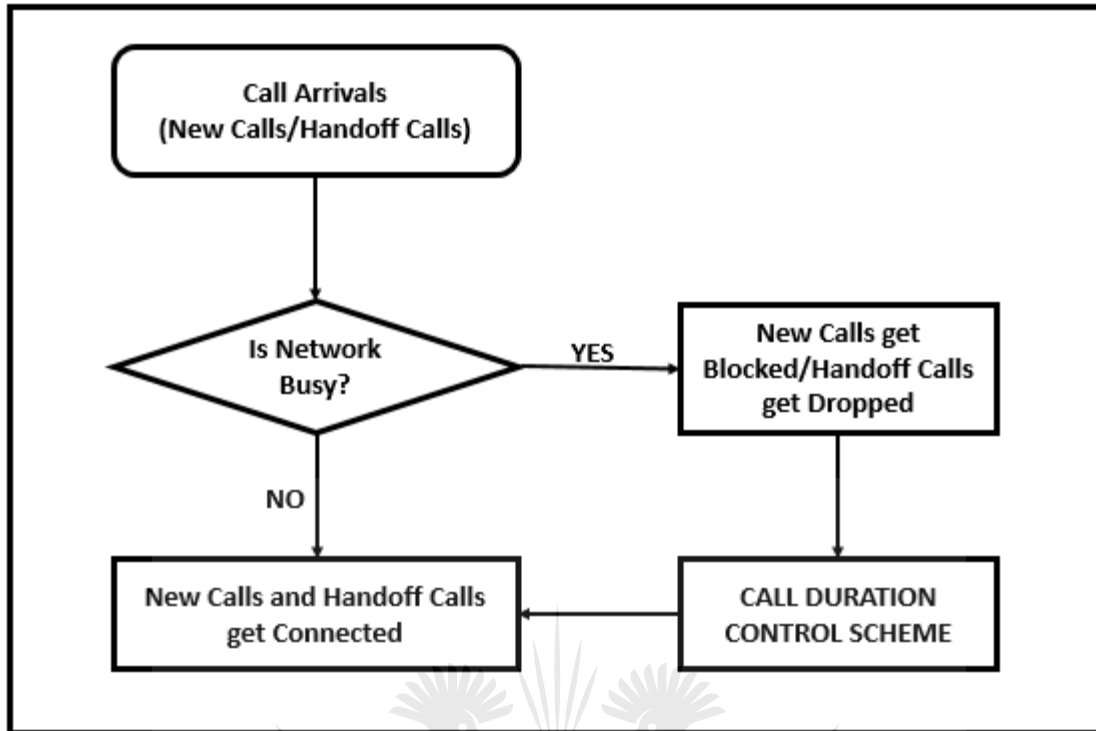 Call Arrivals
(New Calls/Handoff Calls)
Is Network
Busy?
YES
New Calls get
Blocked/Handoff Calls
get Dropped
NO
New Calls and Handoff Calls
get Connected
CALL DURATION
CONTROL SCHEME